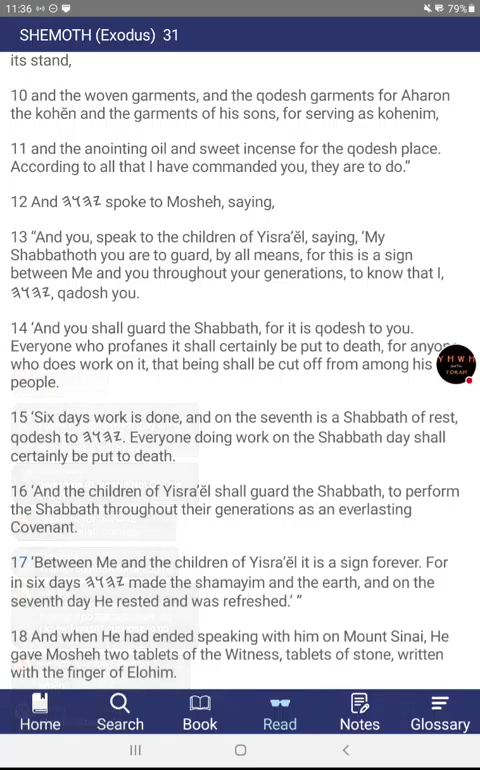 11:36 79%
SHEMOTH (Exodus) 31
its stand,
10 and the woven garments, and the qodesh garments for Aharon
the kohĕn and the garments of his sons, for serving as kohenim,
11 and the anointing oil and sweet incense for the qodesh place.
According to all that I have commanded you, they are to do.”
12 And 𐤉𐤄𐤅𐤄 spoke to Mosheh, saying,
13 “And you, speak to the children of Yisra’ĕl, saying, ‘My
Shabbathoth you are to guard, by all means, for this is a sign
between Me and you throughout your generations, to know that I,
𐤉𐤄𐤅𐤄, qadosh you.
14 ‘And you shall guard the Shabbath, for it is qodesh to you.
Everyone who profanes it shall certainly be put to death, for
who does work on it, that being shall be cut off from among his
people.
YHWH
TORAH
15 ‘Six days work is done, and on the seventh is a Shabbath of rest,
qodesh to 𐤉𐤄𐤅𐤄. Everyone doing work on the Shabbath day shall
certainly be put to death.
16 ‘And the children of Yisra’ĕl shall guard the Shabbath, to perform
the Shabbath throughout their generations as an everlasting
Covenant.
17 ‘Between Me and the children of Yisra’ĕl it is a sign forever. For
in six days 𐤉𐤄𐤅𐤄 made the shamayim and the earth, and on the
seventh day He rested and was refreshed.’ ”
18 And when He had ended speaking with him on Mount Sinai, He
gave Mosheh two tablets of the Witness, tablets of stone, written
with the finger of Elohim.
Home Search Book Read Notes Glossary